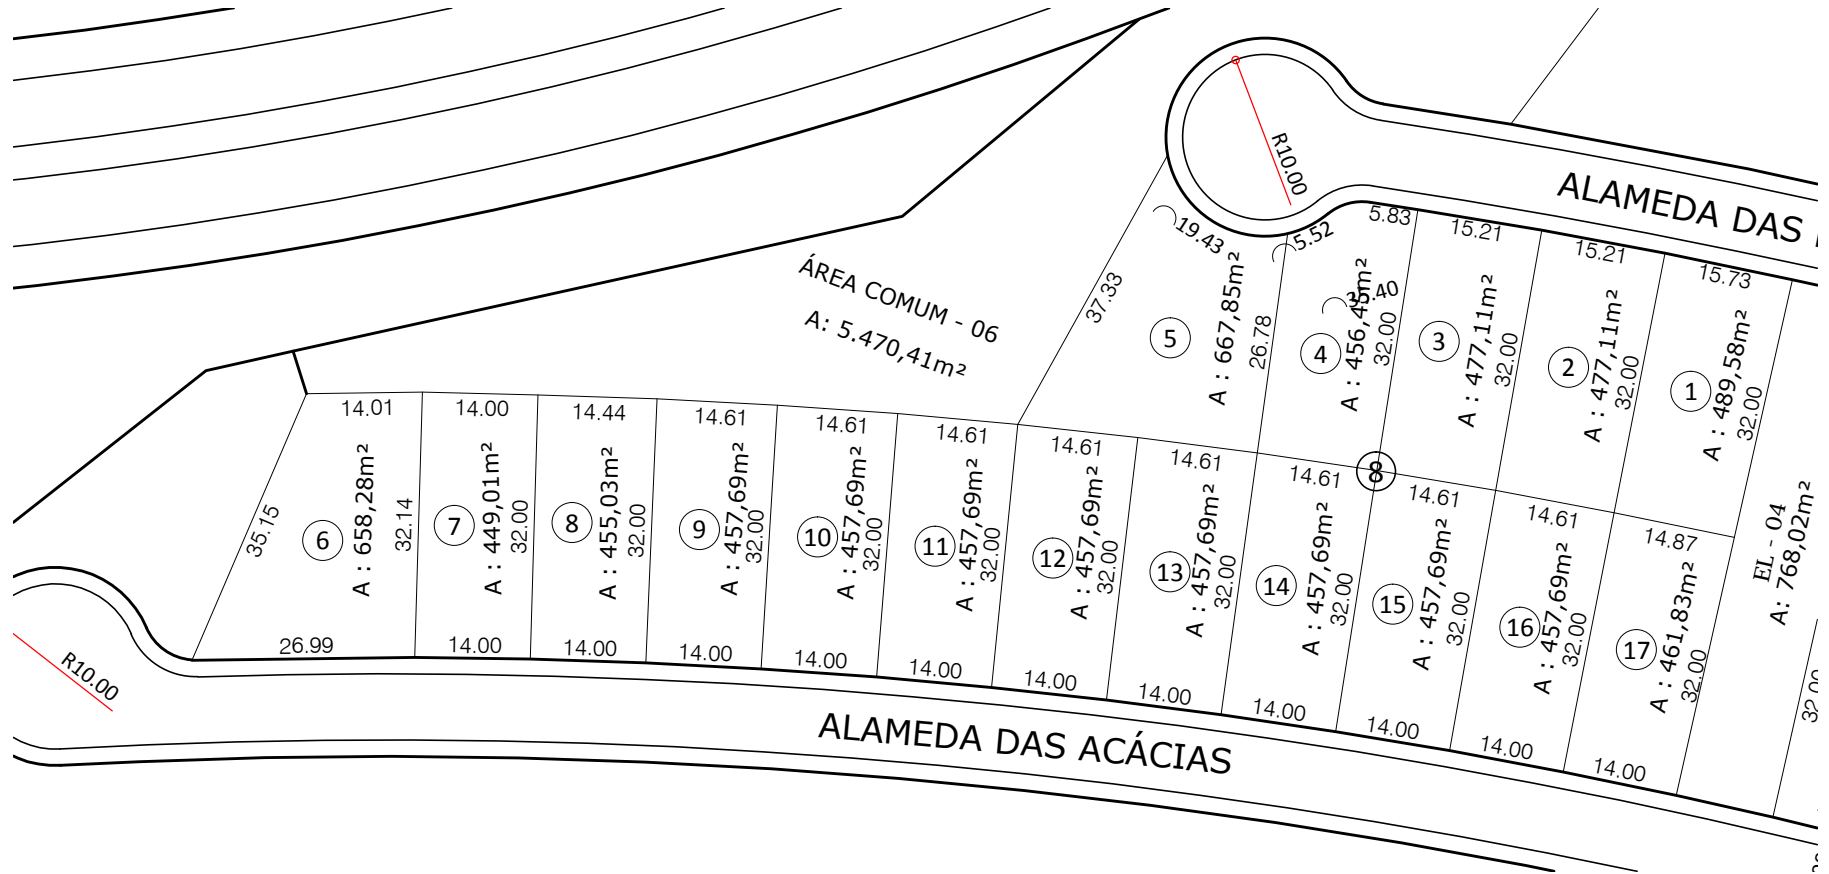 R10.00
ALAMEDA DAS
5.83
15.21
15.21
15.73
19.43
5.52
35.40
ÁREA COMUM - 06
A: 5.470,41m²
37.33
5
A : 667,85m²
26.78
4
32.00
3
A : 477,11m²
32.00
2
A : 477,11m²
32.00
1
A : 489,58m²
32.00
8
14.01
14.00
14.44
14.61
14.61
14.61
14.61
14.61
14.61
14.61
14.61
14.87
35.15
6
A : 658,28m²
32.14
7
A : 449,01m²
32.00
8
A : 455,03m²
32.00
9
A : 457,69m²
32.00
10
A : 457,69m²
32.00
11
A : 457,69m²
32.00
12
A : 457,69m²
32.00
13
A : 457,69m²
32.00
14
A : 457,69m²
32.00
15
A : 457,69m²
32.00
16
A : 457,69m²
32.00
17
A : 461,83m²
32.00
EL - 04
A: 768,02m²
32.00
26.99
14.00
14.00
14.00
14.00
14.00
14.00
14.00
14.00
14.00
14.00
14.00
R10.00
ALAMEDA DAS ACÁCIAS